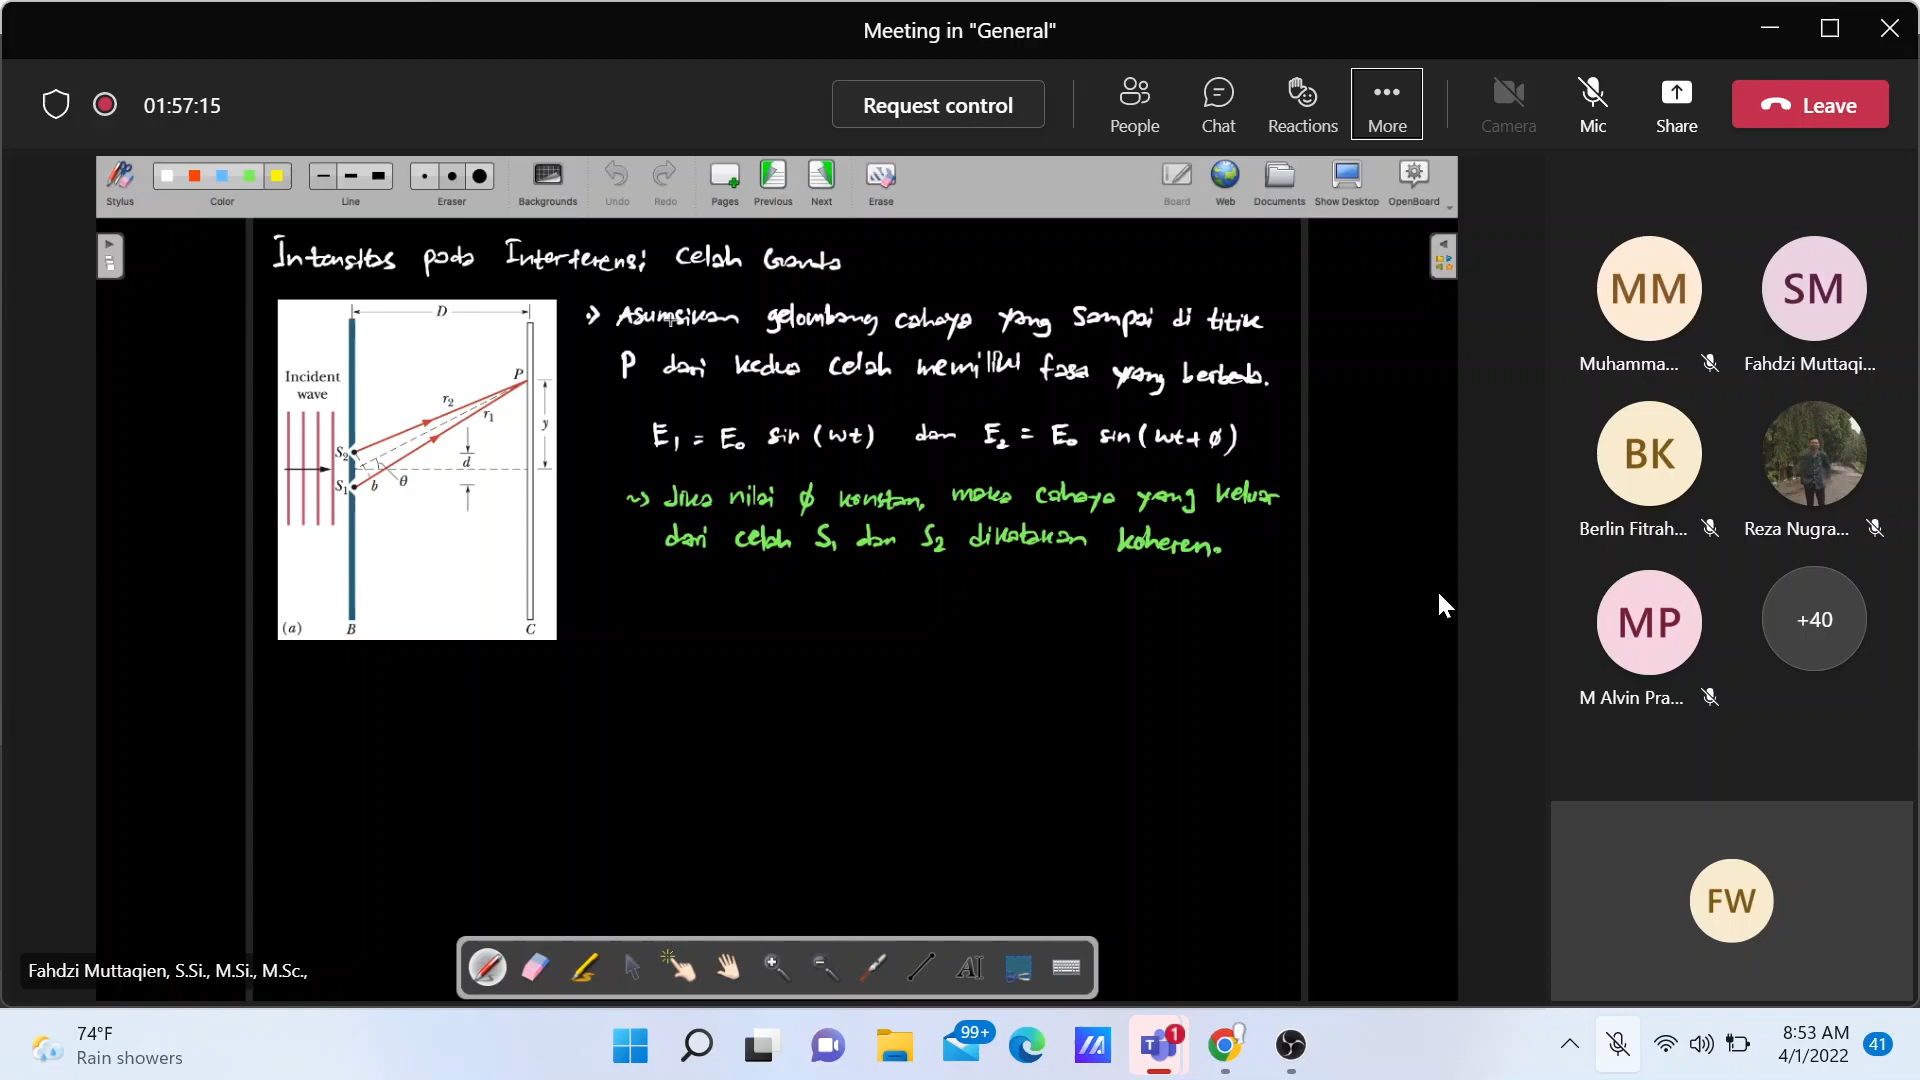 Meeting in "General"
01:57:15
Request control
People
Chat
Reactions
More
Camera
Mic
Share
Leave
Stylus
Color
Line
Eraser
Backgrounds
Undo
Redo
Pages
Previous
Next
Erase
Board
Web
Documents
Show Desktop
OpenBoard
Intensitas pada Interferensi Celah Ganda
D
Incident
wave
P
r2
r1
y
S2
d
S1
b
θ
(a)
B
C
Asumsikan gelombang cahaya yang sampai di titik
P dari kedua celah memiliki fasa yang berbeda.
E₁ = E₀ sin (ωt) dan E₂ = E₀ sin (ωt + φ)
~> Jika nilai φ konstan, maka cahaya yang keluar
dari celah S₁ dan S₂ dikatakan koheren.
MM
Muhamma...
SM
Fahdzi Muttaqi...
BK
Berlin Fitrah...
Reza Nugra...
MP
M Alvin Pra...
+40
FW
Fahdzi Muttaqien, S.Si., M.Si., M.Sc.,
74°F
Rain showers
99+
1
8:53 AM
4/1/2022
41